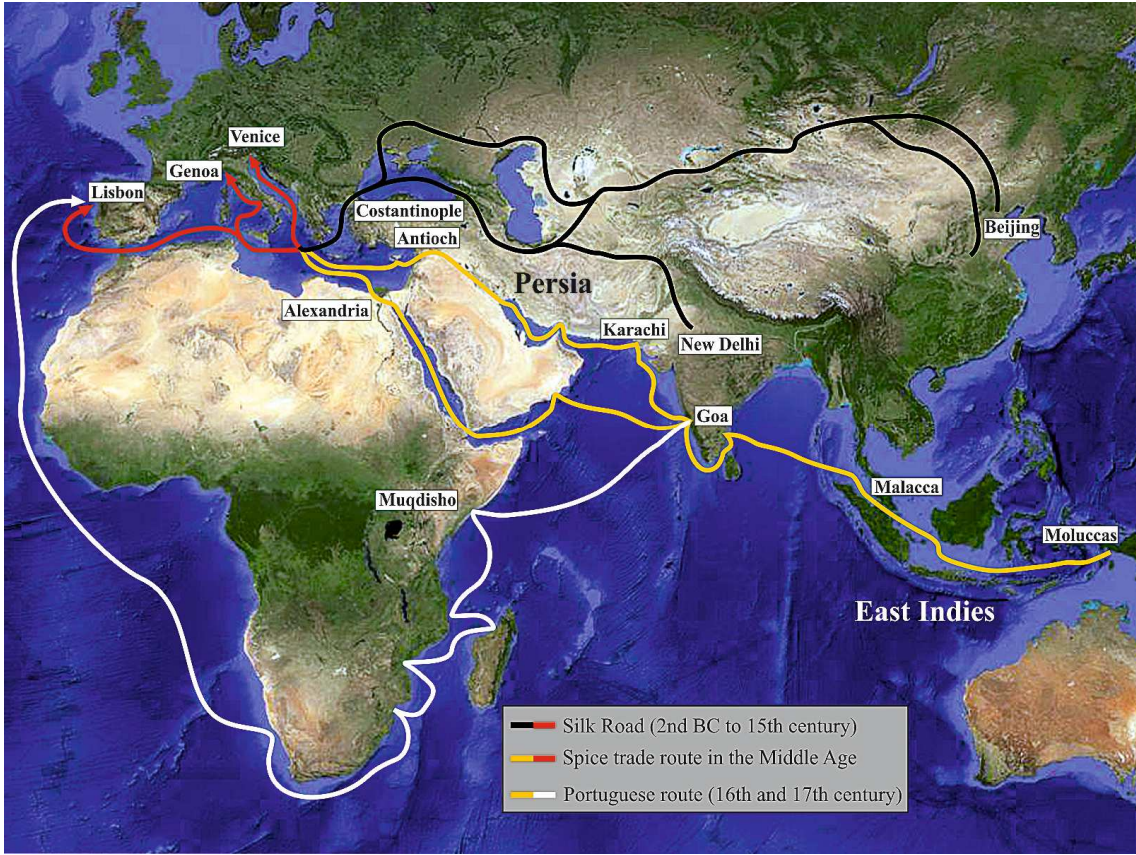 Venice
Genoa
Lisbon
Costantinople
Antioch
Beijing
Persia
Alexandria
Karachi
New Delhi
Goa
Muqdisho
Malacca
Moluccas
East Indies
Silk Road (2nd BC to 15th century)
Spice trade route in the Middle Age
Portuguese route (16th and 17th century)